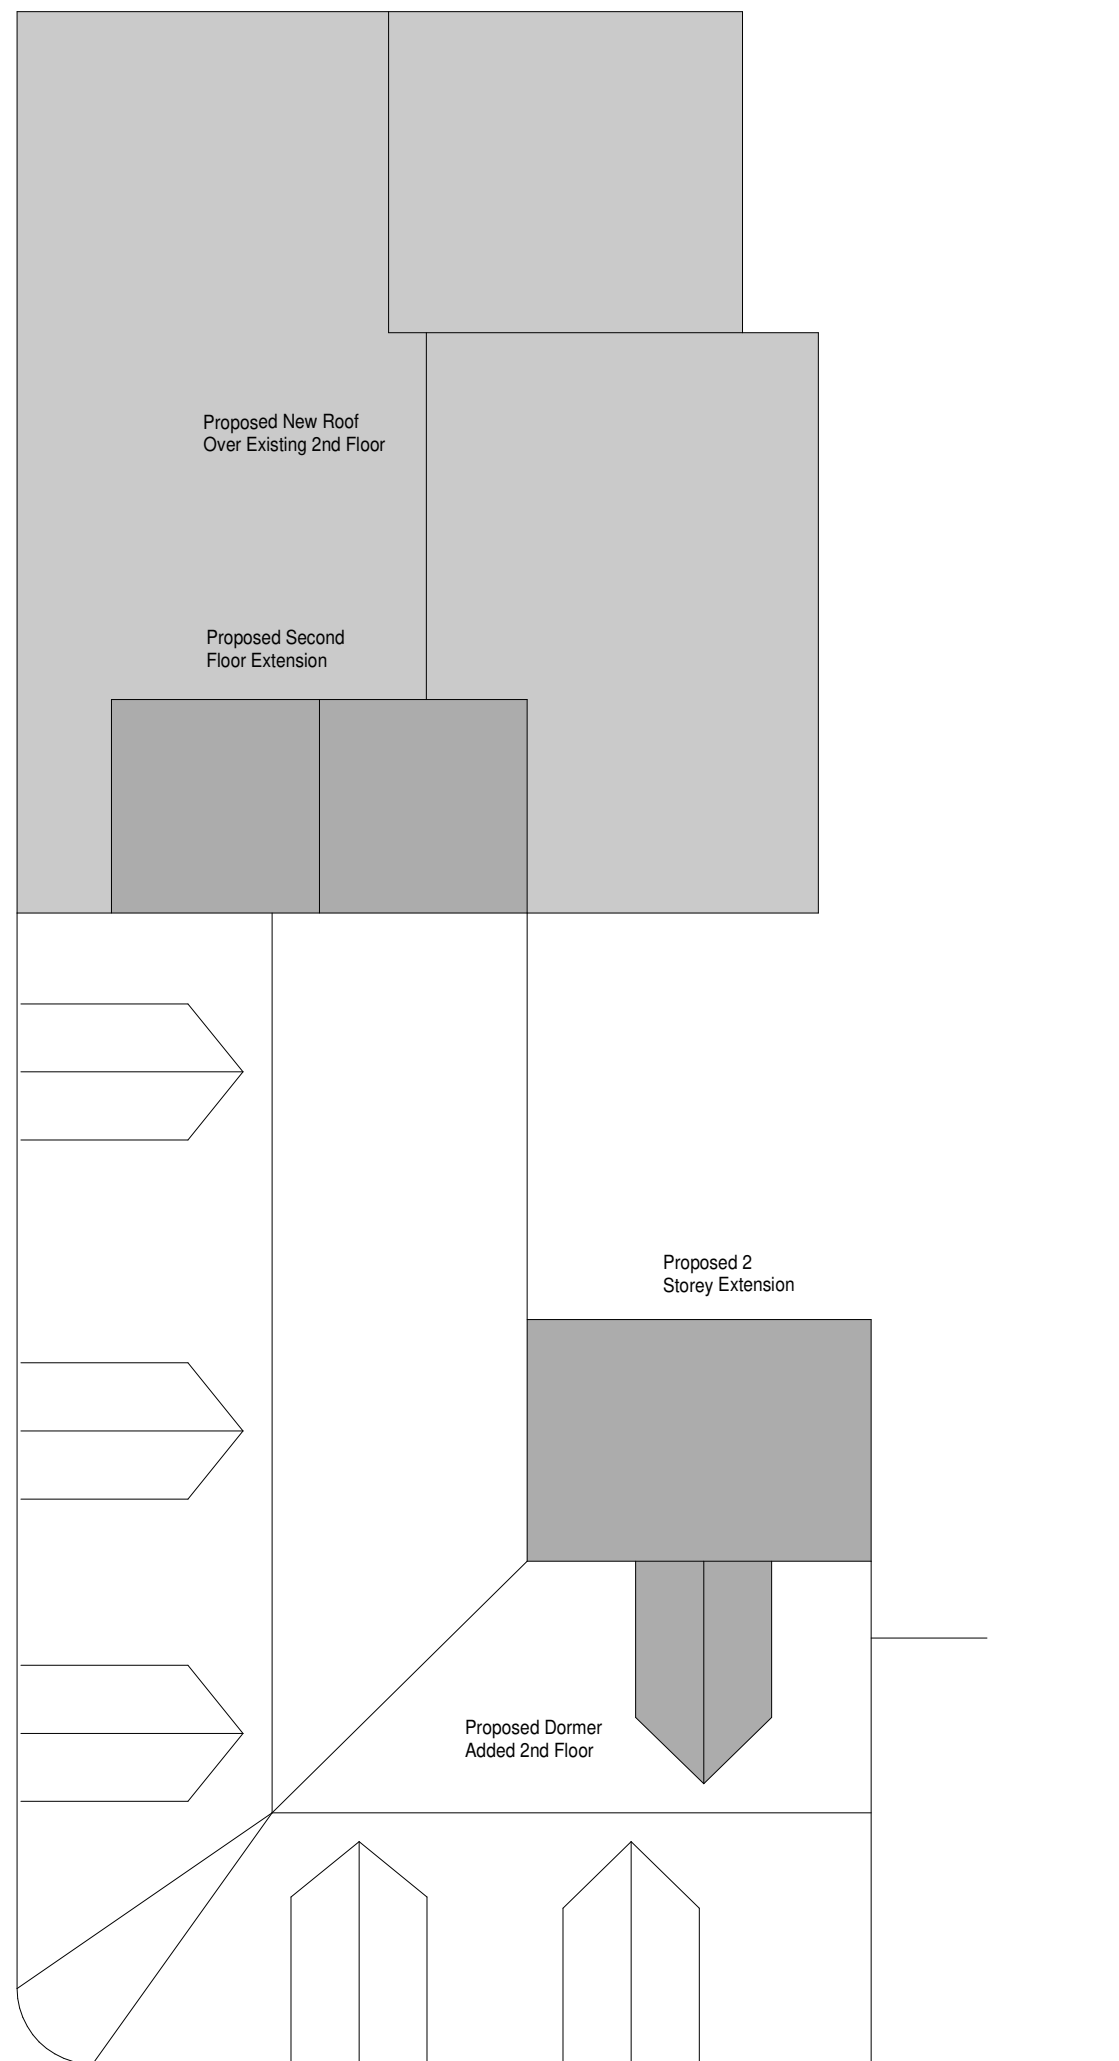 Proposed New Roof
Over Existing 2nd Floor
Proposed Second
Floor Extension
Proposed 2
Storey Extension
Proposed Dormer
Added 2nd Floor